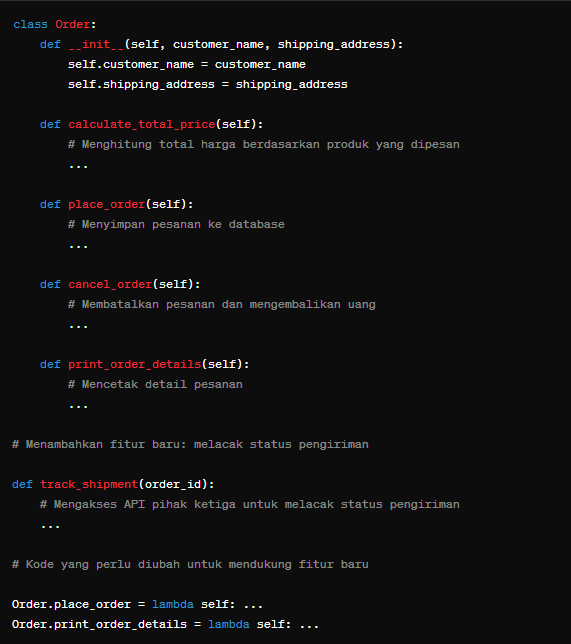 class Order:
    def __init__(self, customer_name, shipping_address):
        self.customer_name = customer_name
        self.shipping_address = shipping_address
    def calculate_total_price(self):
        # Menghitung total harga berdasarkan produk yang dipesan
        ...
    def place_order(self):
        # Menyimpan pesanan ke database
        ...
    def cancel_order(self):
        # Membatalkan pesanan dan mengembalikan uang
        ...
    def print_order_details(self):
        # Mencetak detail pesanan
        ...
# Menambahkan fitur baru: melacak status pengiriman
def track_shipment(order_id):
    # Mengakses API pihak ketiga untuk melacak status pengiriman
    ...
# Kode yang perlu diubah untuk mendukung fitur baru
Order.place_order = lambda self: ...
Order.print_order_details = lambda self: ...